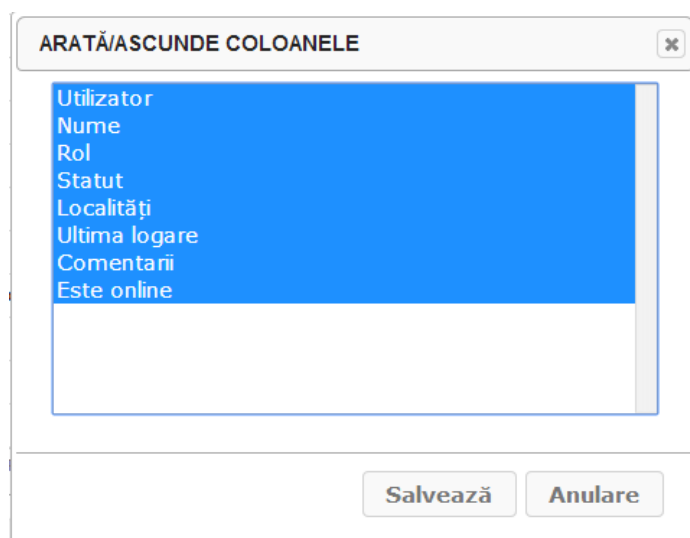 ARATĂ/ASCUNDE COLOANELE
Utilizator
Nume
Rol
Statut
Localități
Ultima logare
Comentarii
Este online
Salvează Anulare